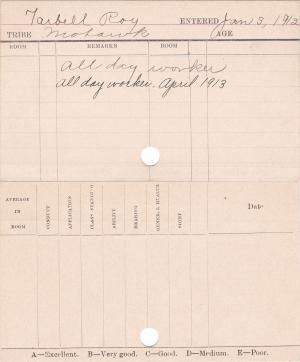 Tarbell Roy ENTERED Jan 3, 1912
TRIBE Mohawk AGE
ROOM REMARKS ROOM
All day worker
All day worker. April 1913
AVERAGE IN ROOM CONDUCT APPLICATION CLASS STANDING ABILITY HEARING GENERAL HEALTH SIGHT Date
A—Excellent. B—Very good. C—Good. D—Medium. E—Poor.